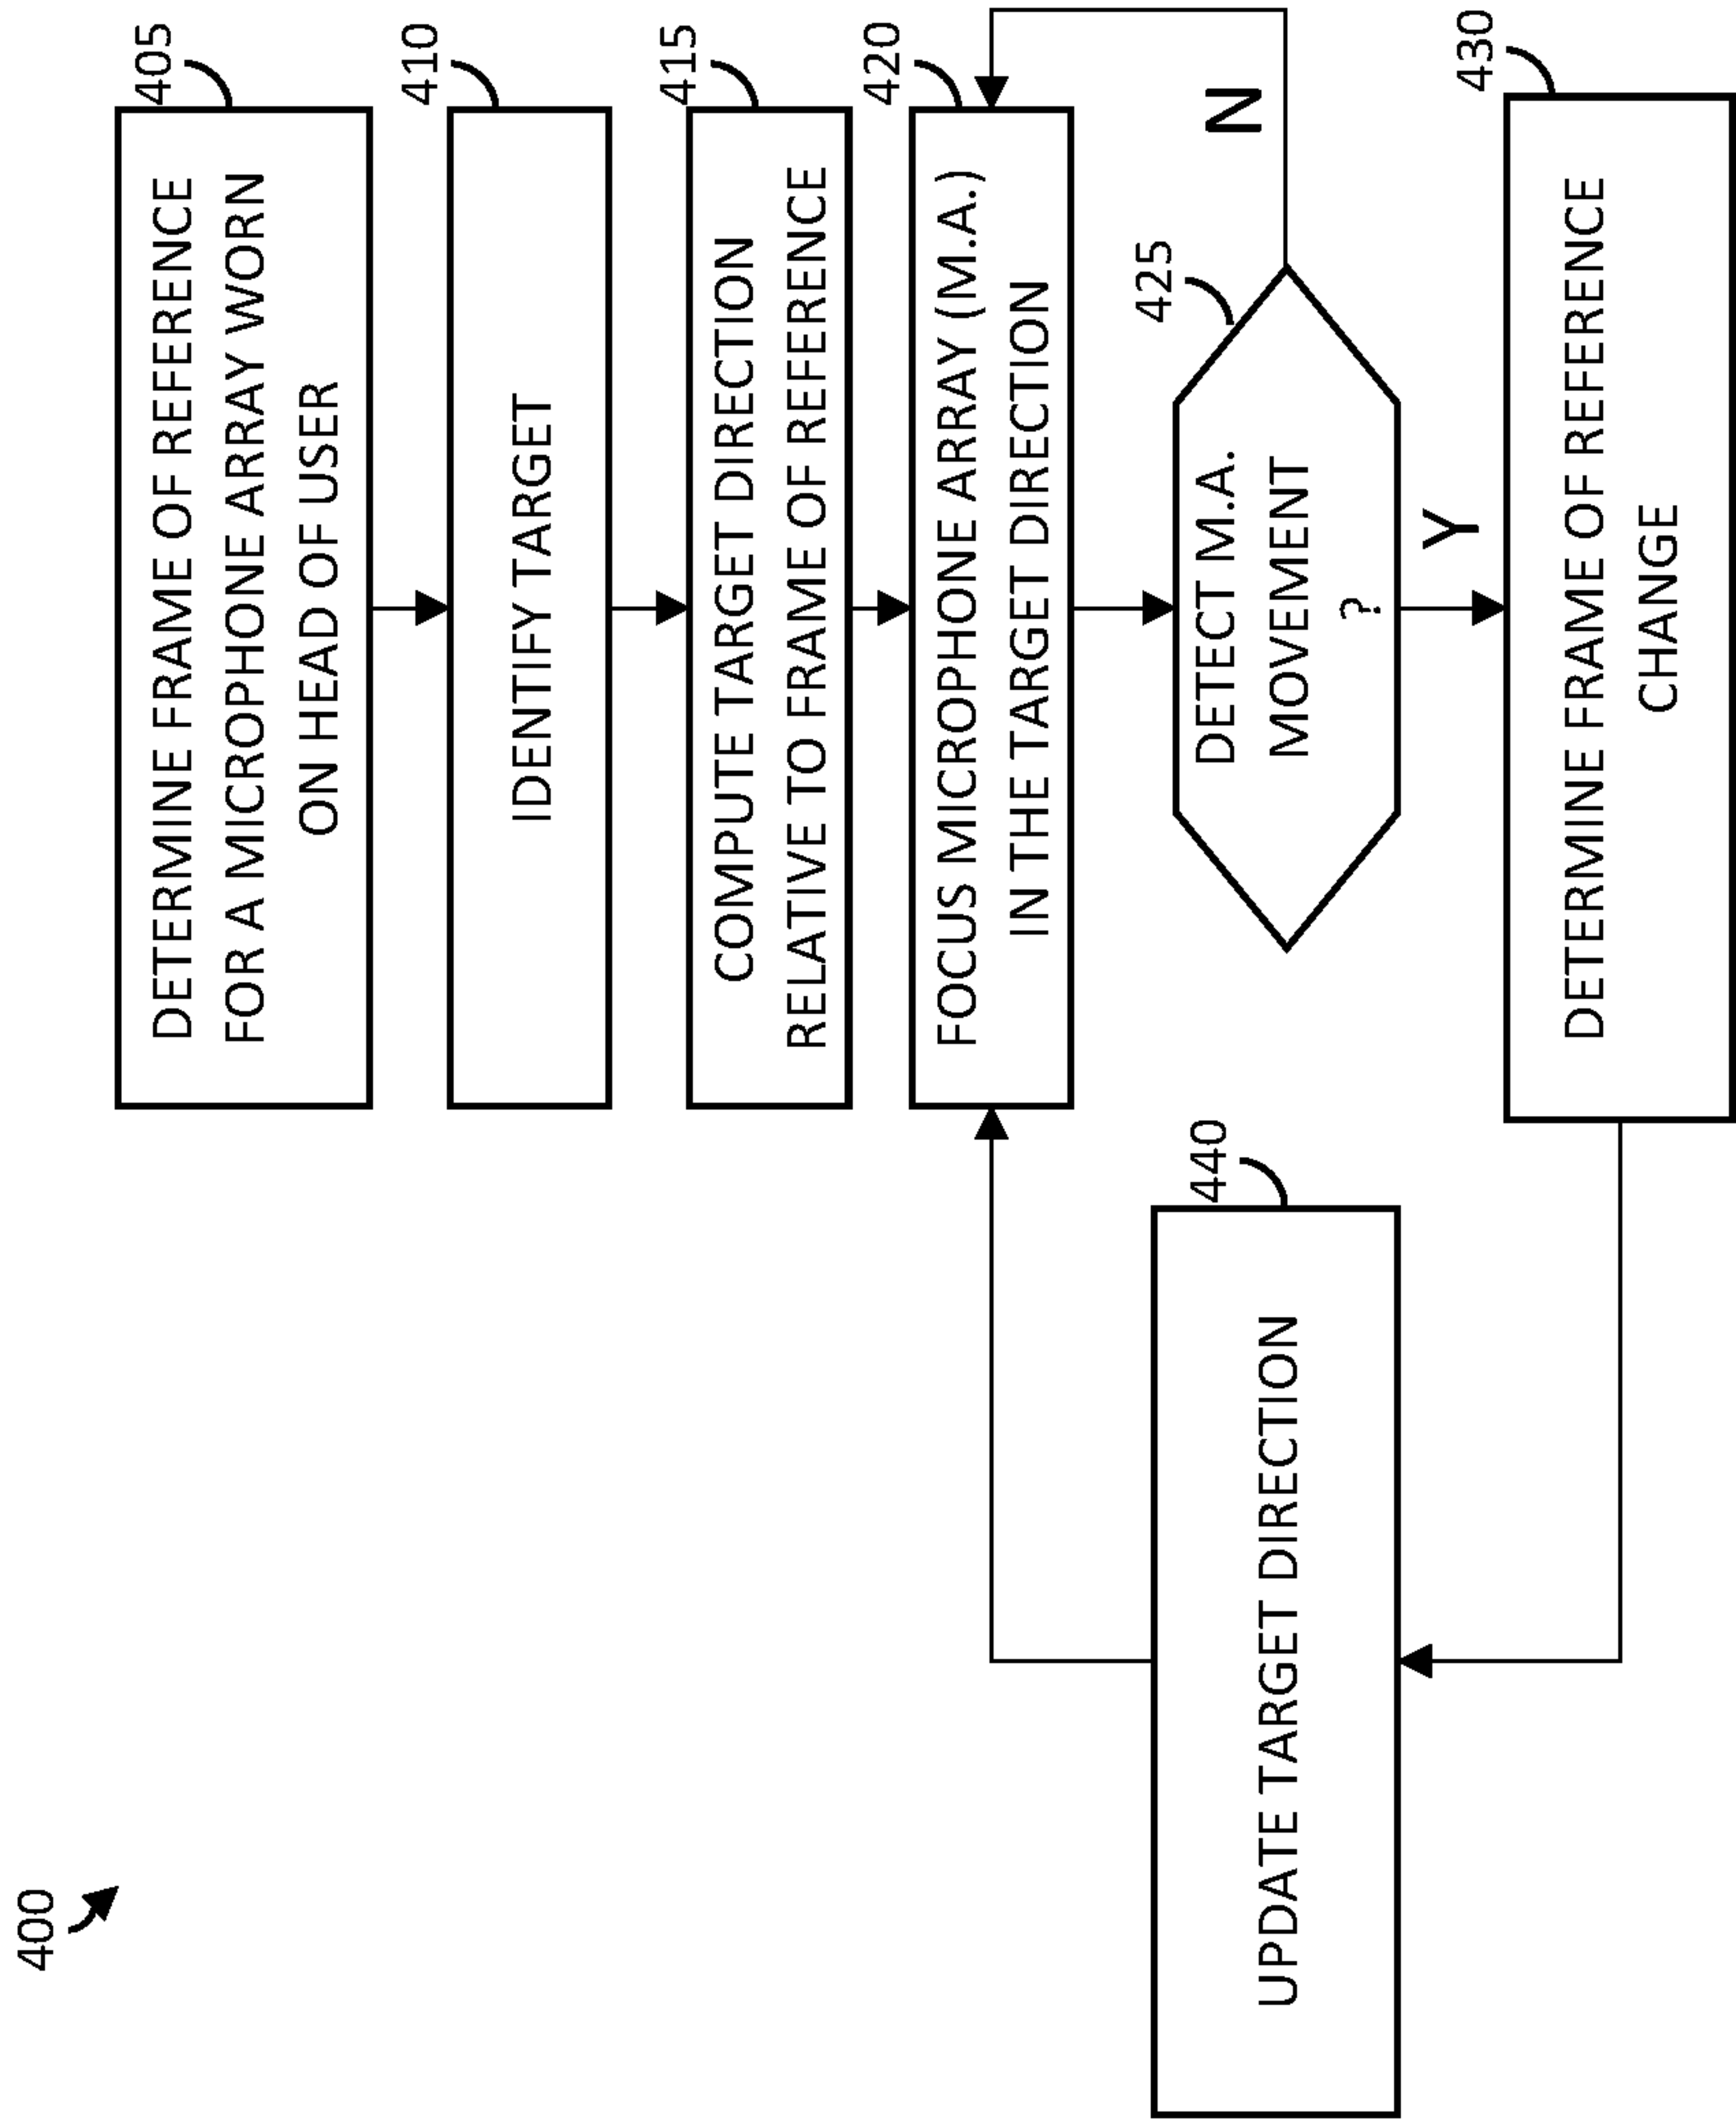 400
405
DETERMINE FRAME OF REFERENCE
FOR A MICROPHONE ARRAY WORN
ON HEAD OF USER
410
IDENTIFY TARGET
415
COMPUTE TARGET DIRECTION
RELATIVE TO FRAME OF REFERENCE
420
FOCUS MICROPHONE ARRAY (M.A.)
IN THE TARGET DIRECTION
425
DETECT M.A.
MOVEMENT
?
N
Y
430
DETERMINE FRAME OF REFERENCE
CHANGE
440
UPDATE TARGET DIRECTION